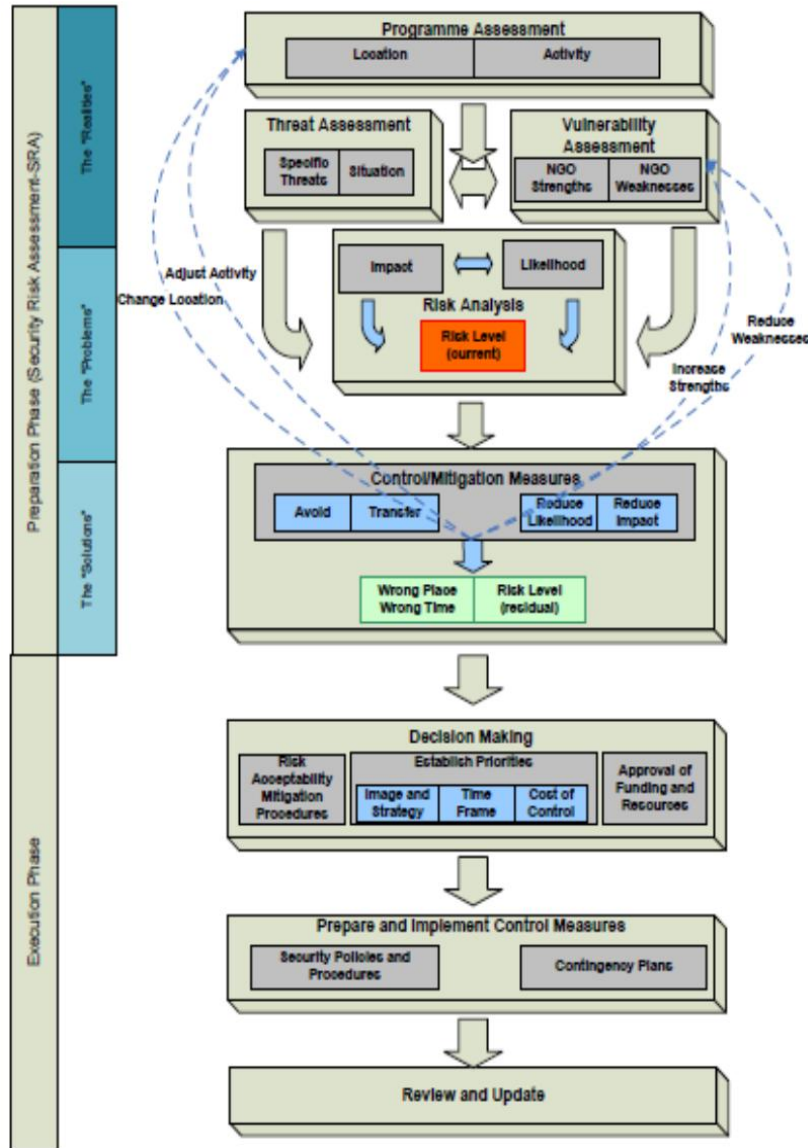 Programme Assessment
Location
Activity
Threat Assessment
Specific
Threats
Situation
Vulnerability
Assessment
NGO
Strengths
NGO
Weaknesses
Adjust Activity
Change Location
Impact
Likelihood
Risk Analysis
Risk Level
(current)
Reduce
Weaknesses
Increase
Strengths
Control/Mitigation Measures
Avoid
Transfer
Reduce
Likelihood
Reduce
Impact
Wrong Place
Wrong Time
Risk Level
(residual)
Decision Making
Risk
Acceptability
Mitigation
Procedures
Establish Priorities
Image and
Strategy
Time
Frame
Cost of
Control
Approval of
Funding and
Resources
Prepare and Implement Control Measures
Security Policies and
Procedures
Contingency Plans
Review and Update
Preparation Phase (Security Risk Assessment-SRA)
The "Realities"
The "Problems"
The "Solutions"
Execution Phase